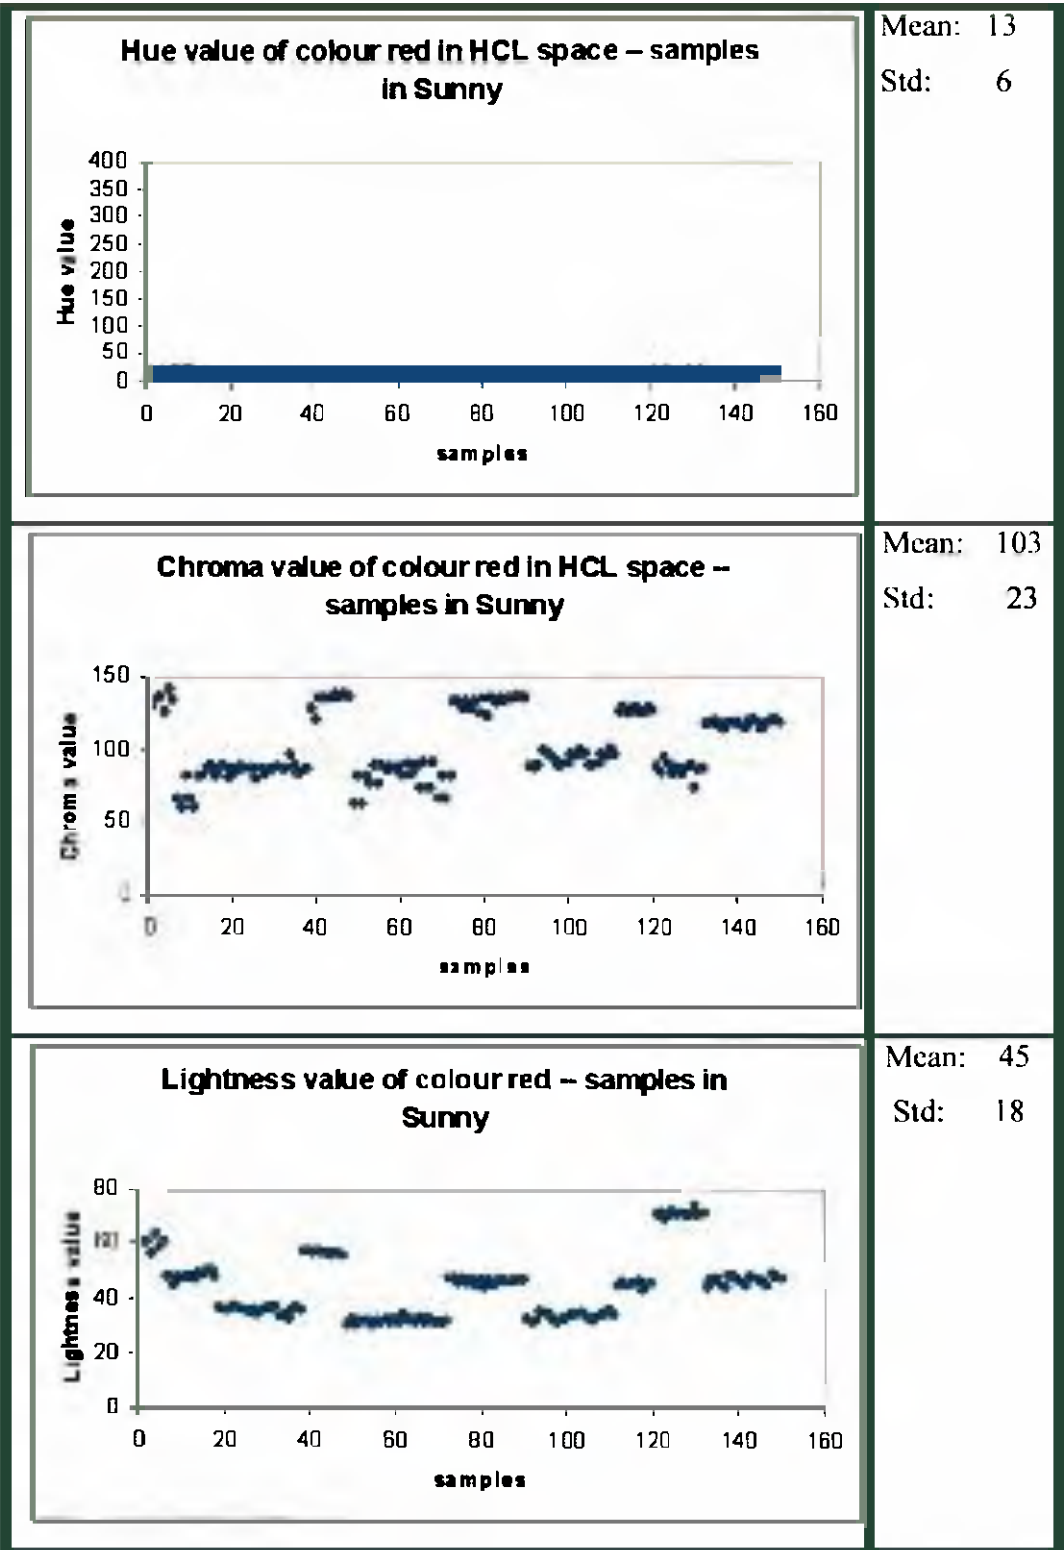 Hue value of colour red in HCL space – samples
in Sunny
Mean: 13
Std: 6
400
350
300
250
200
150
100
50
0
Hue value
0 20 40 60 80 100 120 140 160
samples
Chroma value of colour red in HCL space –
samples in Sunny
Mean: 103
Std: 23
150
100
50
0
Chroma value
0 20 40 60 80 100 120 140 160
samples
Lightness value of colour red – samples in
Sunny
Mean: 45
Std: 18
80
60
40
20
0
Lightness value
0 20 40 60 80 100 120 140 160
samples